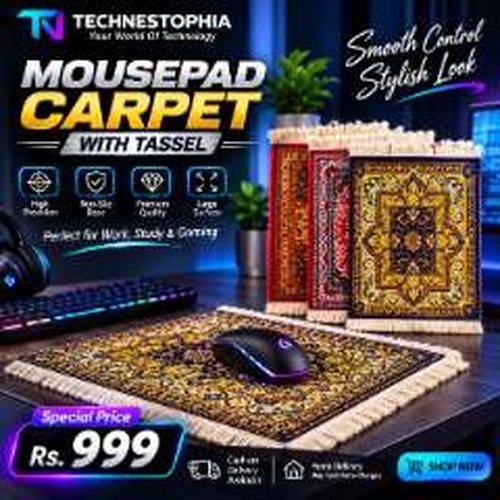 TECHNESTOPHIA
Your World Of Technology
Smooth Control
Stylish Look
MOUSEPAD
CARPET
WITH TASSEL
High
Precision
Non-Slip
Base
Premium
Quality
Large
Surface
Perfect for Work, Study & Gaming
Special Price
Rs. 999
Cash on
Delivery
Available
Home Delivery
SHOP NOW